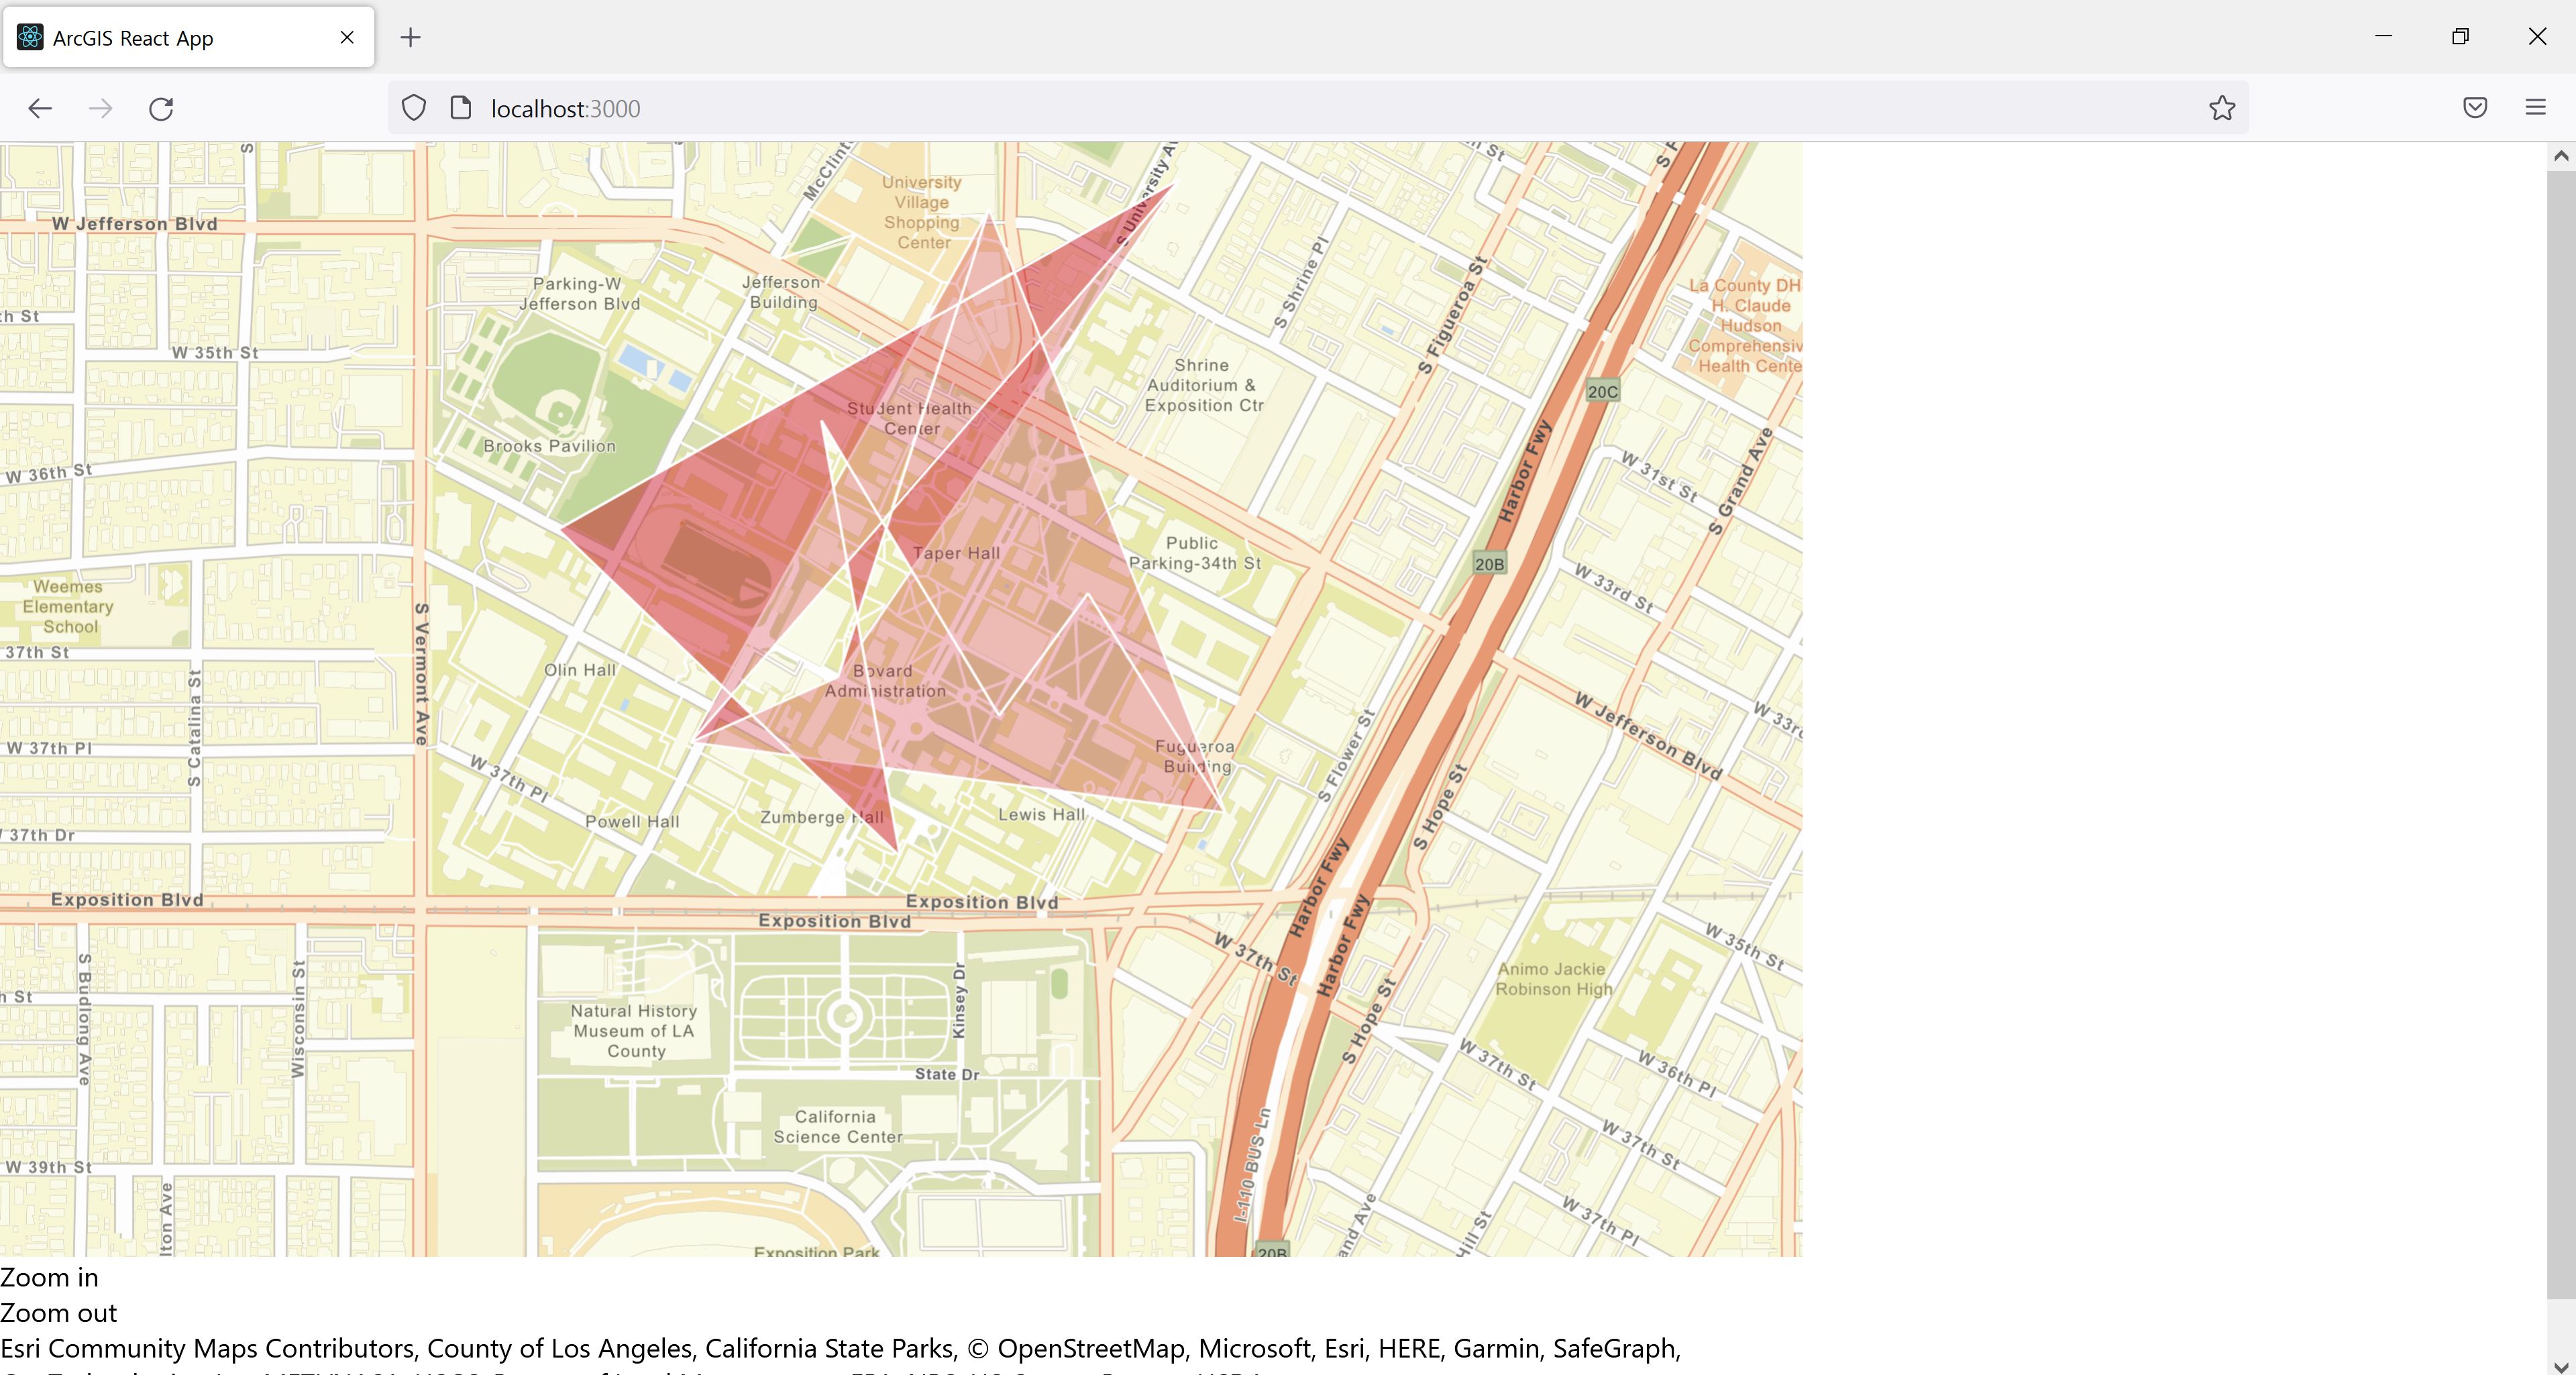 ArcGIS React App
localhost:3000
University
Village
Shopping
Center
W Jefferson Blvd
S Shrine Pl
Parking-W
Jefferson Blvd
Jefferson
Building
S Figueroa St
La County DH
H. Claude
Hudson
Comprehensiv
Health Cente
W 35th St
Shrine
Auditorium &
Exposition Ctr
20C
Student Health
Center
Brooks Pavilion
W 36th St
Harbor Fwy
W 31st St
S Grand Ave
Taper Hall
Public
Parking-34th St
20B
W 33rd St
Weemes
Elementary
School
37th St
S Vermont Ave
Olin Hall
Bovard
Administration
S Catalina St
W 37th Pl
W 37th Pl
Fugueroa
Building
S Flower St
W Jefferson Blvd
W 33rd
S Hope St
37th Dr
Powell Hall
Zumberge Hall
Lewis Hall
Exposition Blvd
Exposition Blvd
Exposition Blvd
Harbor Fwy
Harbor Fwy
W 37th St
W 35th St
S Budlong Ave
Wisconsin St
Kinsey Dr
Animo Jackie
Robinson High
h St
Natural History
Museum of LA
County
S Hope St
W 37th St
W 36th Pl
State Dr
California
Science Center
I-110 BUS Ln
W 37th St
W 39th St
lton Ave
and Ave
Hill St
W 37th Pl
Exposition Park
20B
Zoom in
Zoom out
Esri Community Maps Contributors, County of Los Angeles, California State Parks, © OpenStreetMap, Microsoft, Esri, HERE, Garmin, SafeGraph,